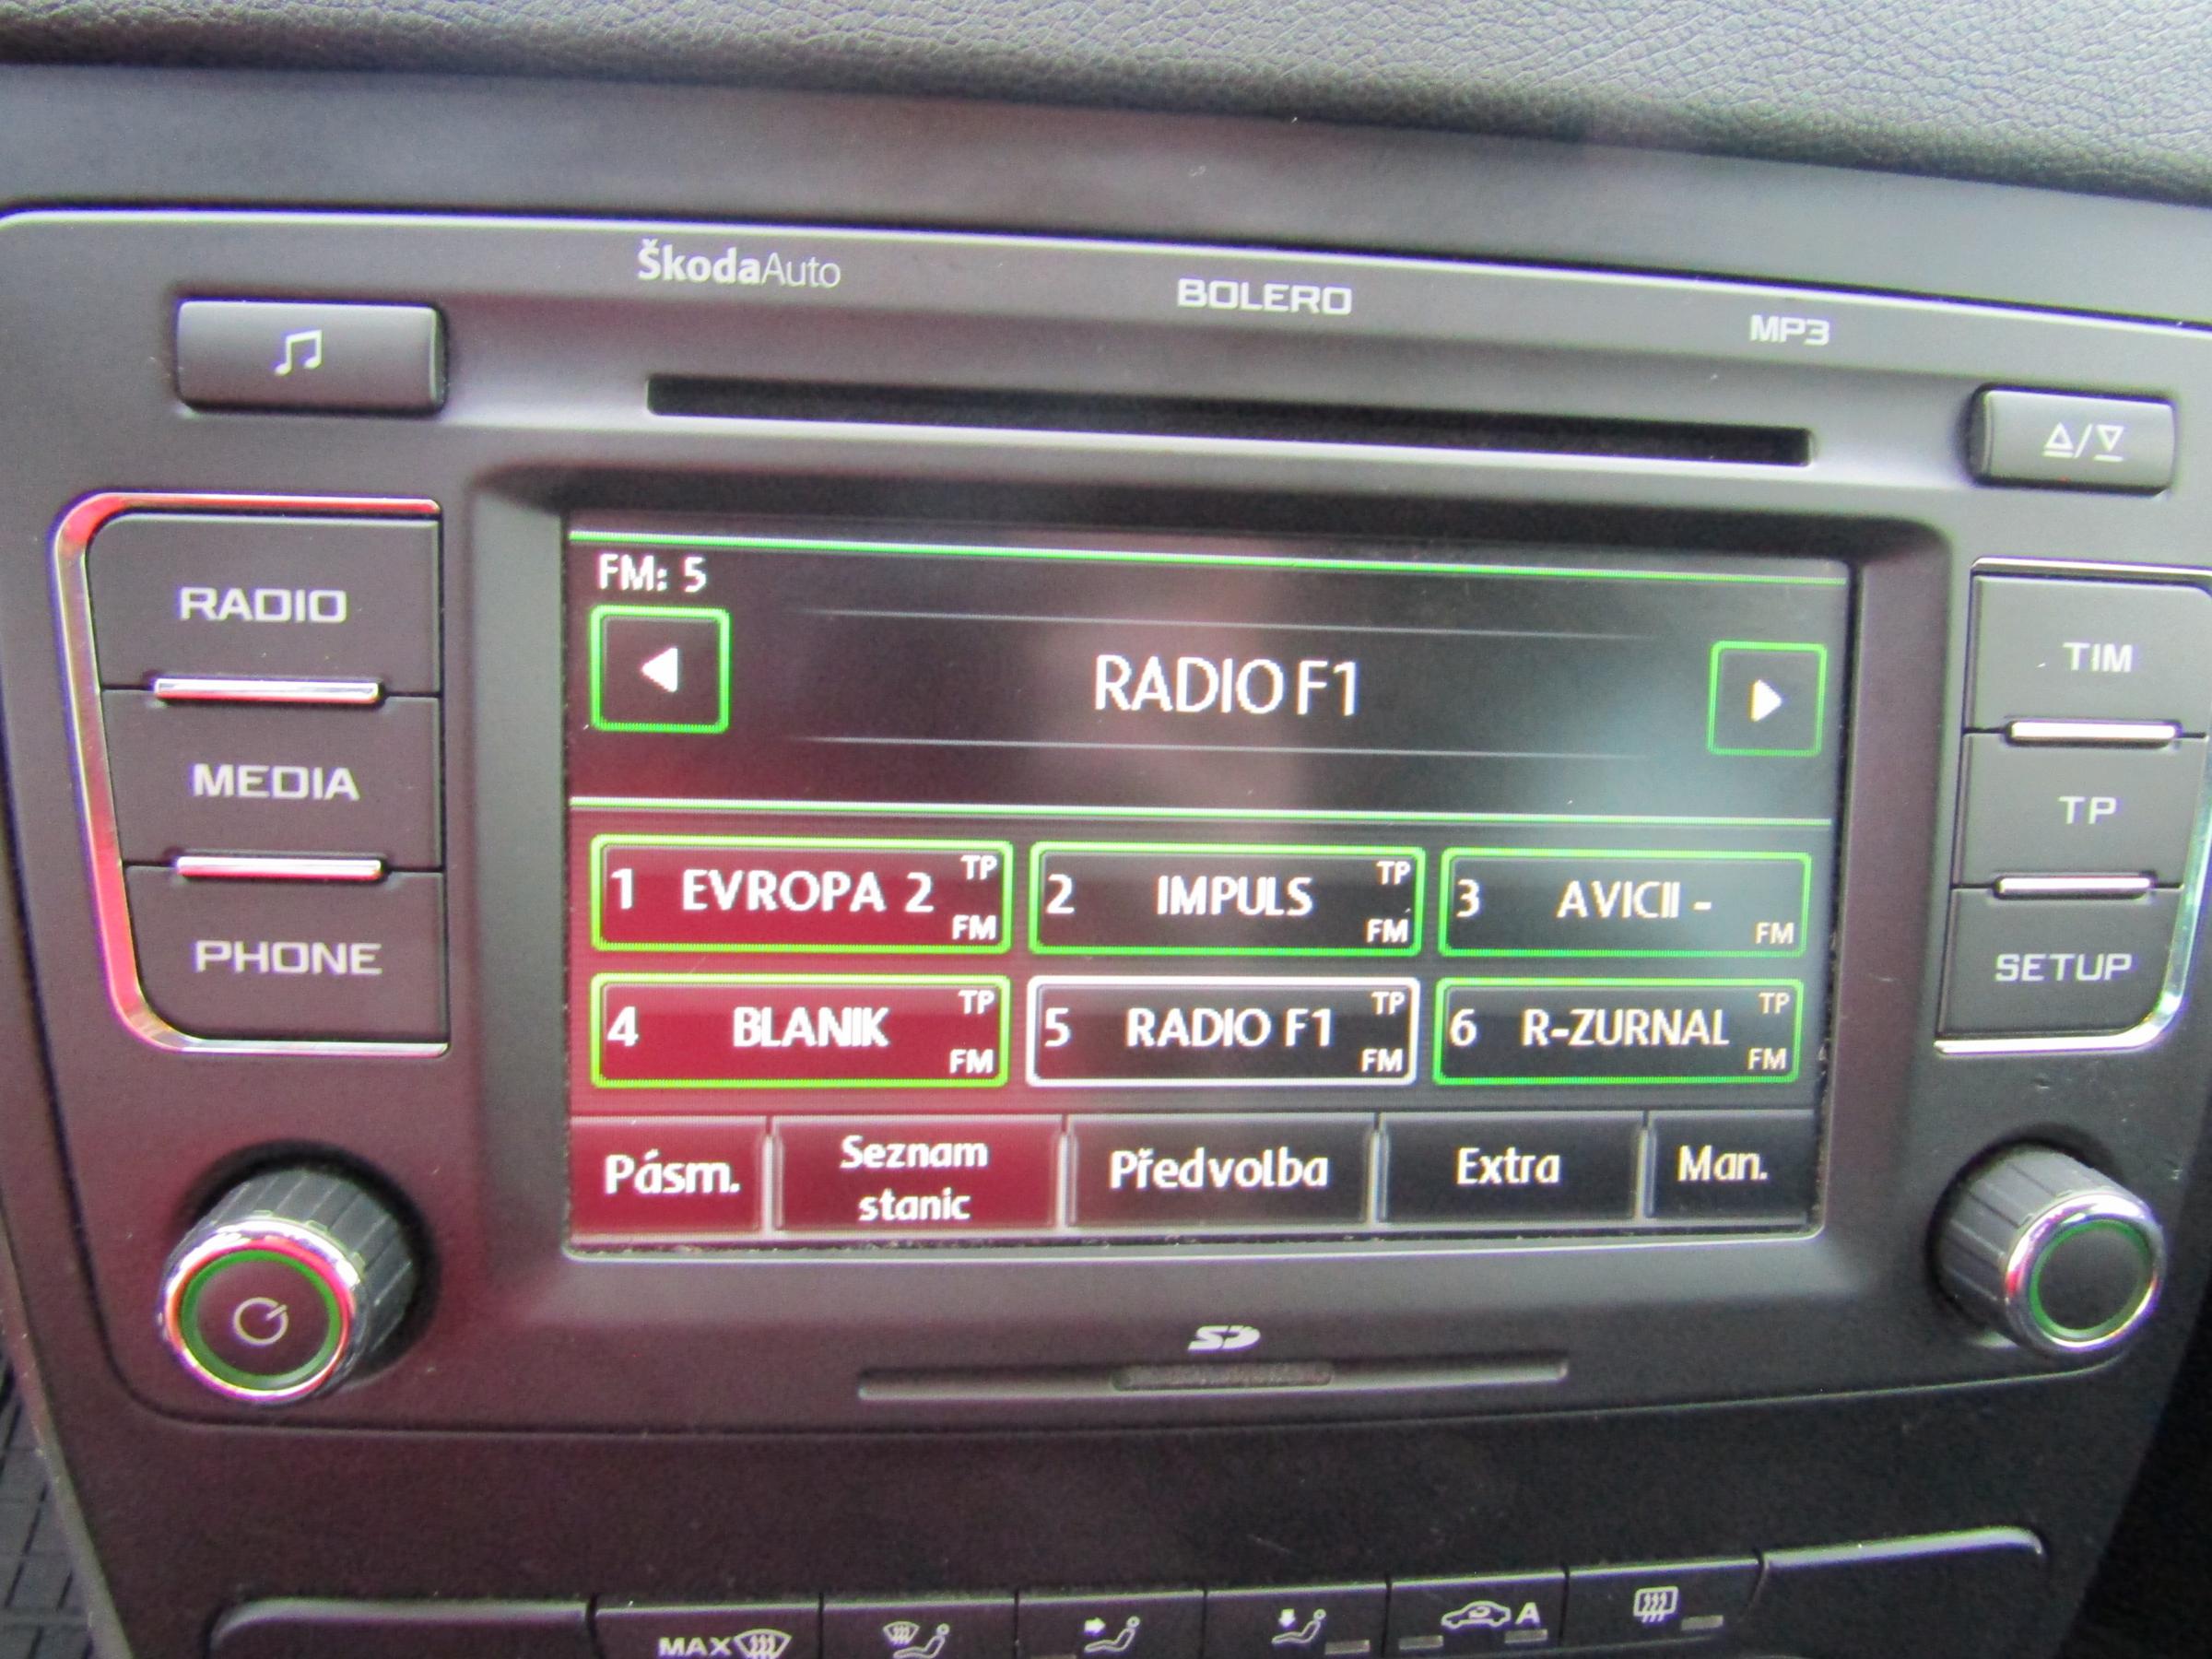 ŠkodaAuto
BOLERO
MP3
RADIO
MEDIA
PHONE
FM: 5
RADIO F1
1 EVROPA 2 TP FM
2 IMPULS TP FM
3 AVICII - FM
4 BLANIK TP FM
5 RADIO F1 TP FM
6 R-ZURNAL TP FM
Pásm.
Seznam
stanic
Předvolba
Extra
Man.
TIM
TP
SETUP
SD
MAX
A